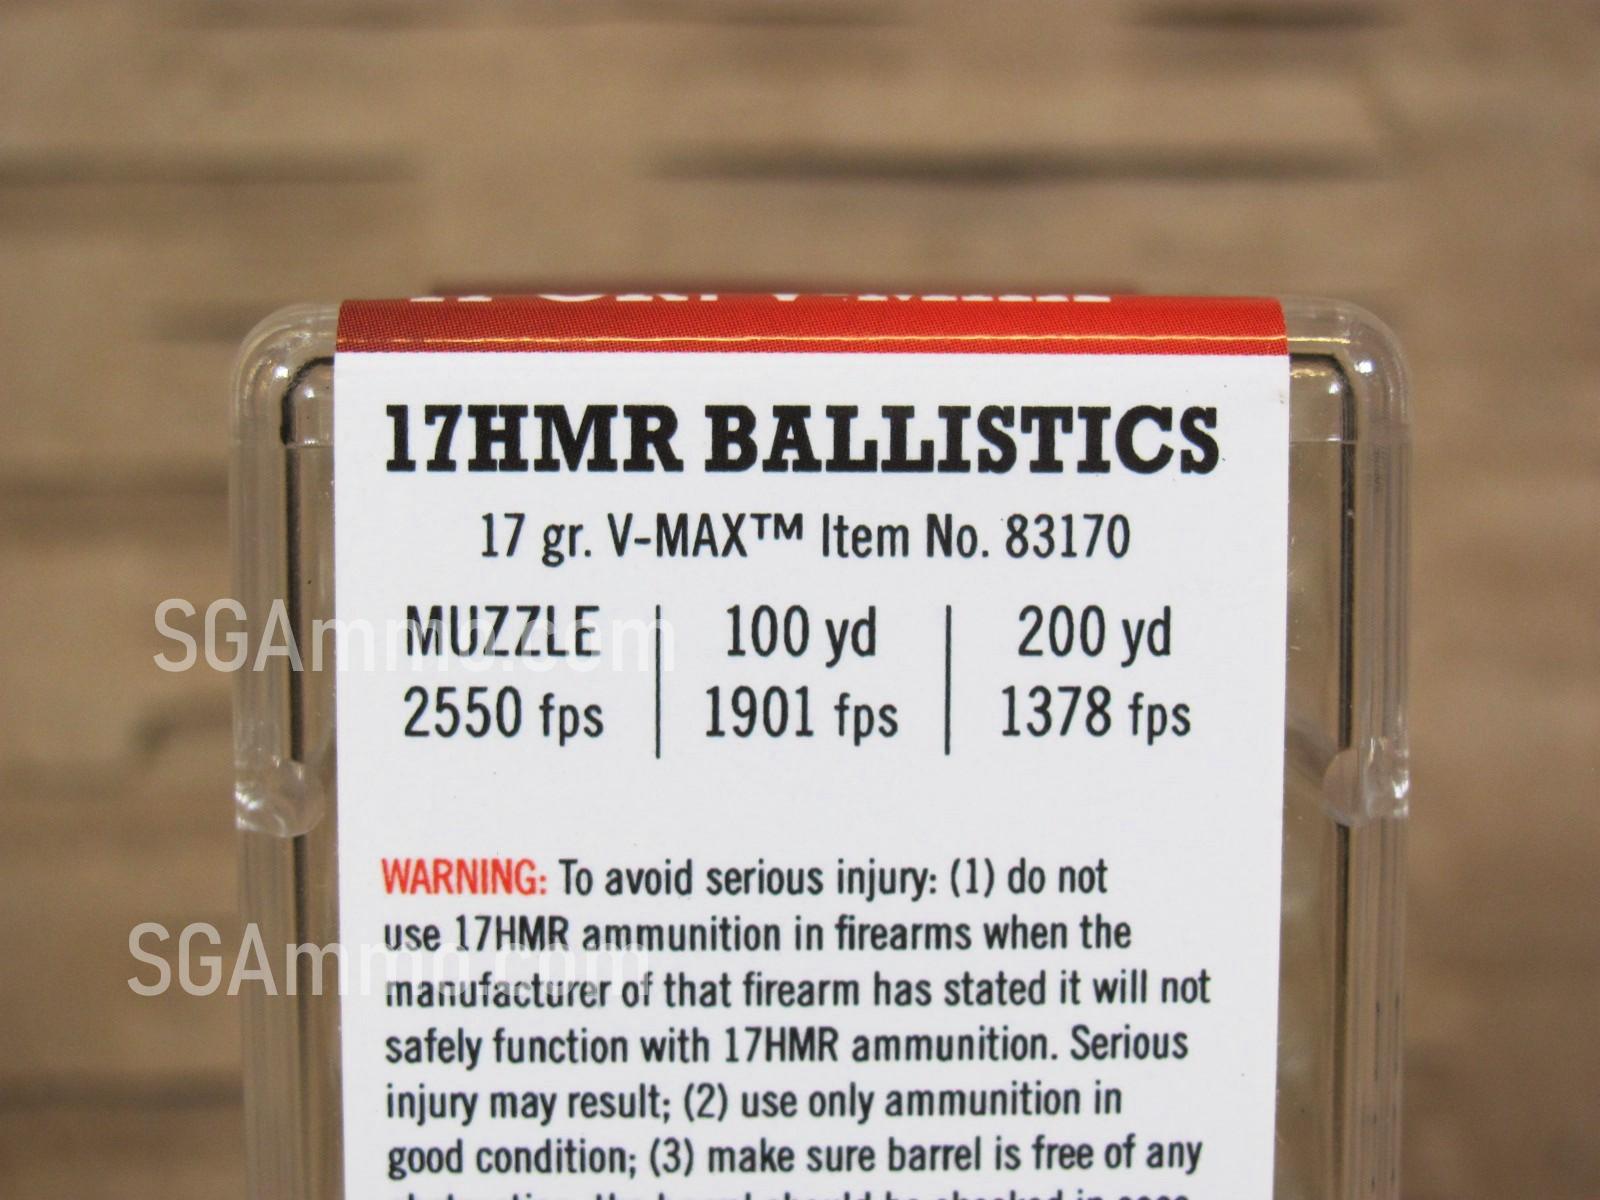 17 GR. V-MAX
17HMR BALLISTICS
17 gr. V-MAX™ Item No. 83170
MUZZLE | 100 yd | 200 yd
2550 fps | 1901 fps | 1378 fps
SGAmmo.com
WARNING: To avoid serious injury: (1) do not
use 17HMR ammunition in firearms when the
SGAmmo.com
manufacturer of that firearm has stated it will not
safely function with 17HMR ammunition. Serious
injury may result; (2) use only ammunition in
good condition; (3) make sure barrel is free of any